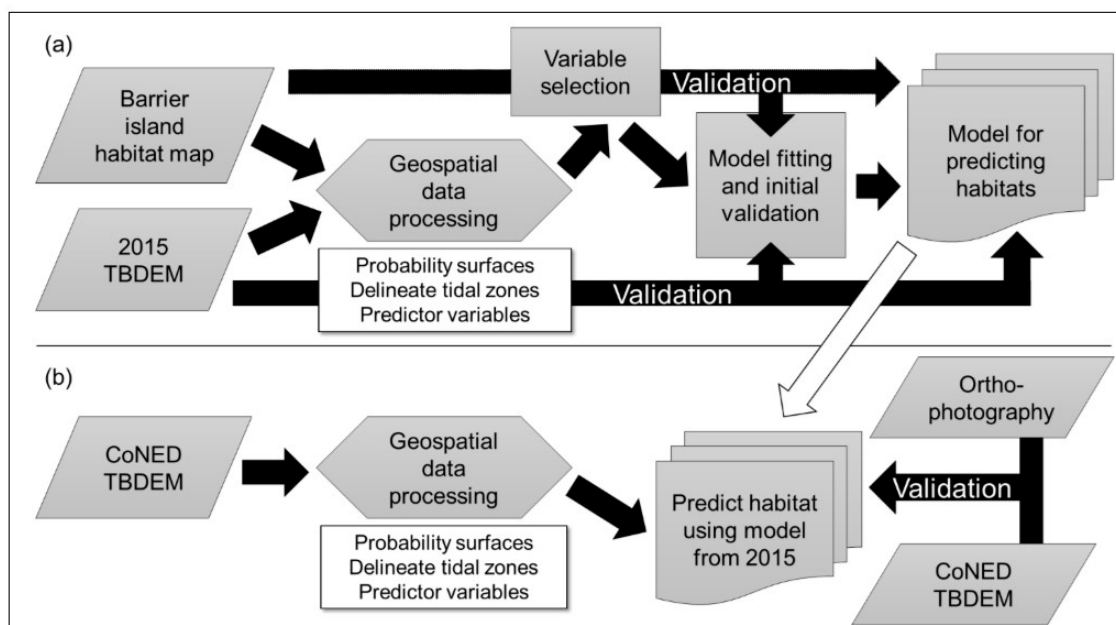 (a)
Barrier
island
habitat map
2015
TBDEM
Geospatial
data
processing
Probability surfaces
Delineate tidal zones
Predictor variables
Variable
selection
Validation
Model fitting
and initial
validation
Validation
Model for
predicting
habitats
(b)
CoNED
TBDEM
Geospatial
data
processing
Probability surfaces
Delineate tidal zones
Predictor variables
Predict habitat
using model
from 2015
Validation
Ortho-
photography
CoNED
TBDEM